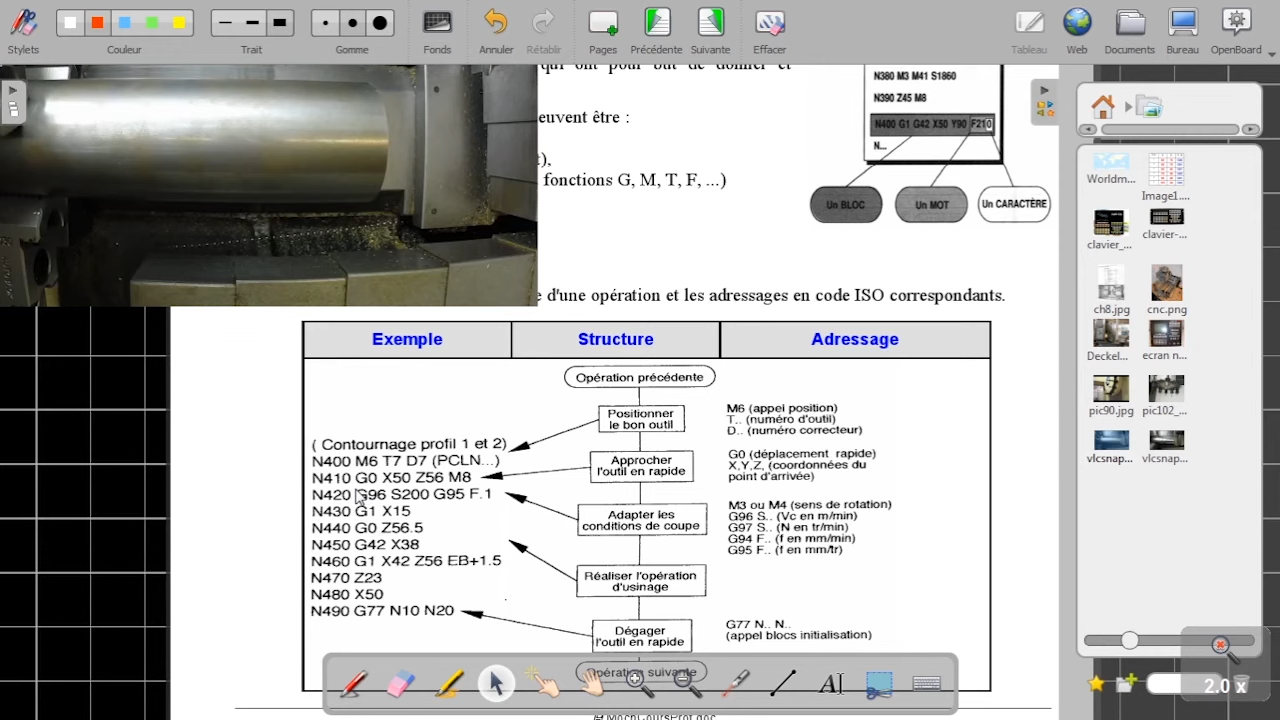 Stylets
Couleur
Trait
Gomme
Fonds
Annuler
Rétablir
Pages
Précédente
Suivante
Effacer
Tableau
Web
Documents
Bureau
OpenBoard
qui ont pour but de donner et
euvent être :
t),
fonctions G, M, T, F, ...)
N380 M3 M41 S1860
N390 Z45 M8
N400 G1 G42 X50 Y90 F210
N...
Un BLOC
Un MOT
Un CARACTÈRE
e d'une opération et les adressages en code ISO correspondants.
Exemple
Structure
Adressage
( Contournage profil 1 et 2)
N400 M6 T7 D7 (PCLN...)
N410 G0 X50 Z56 M8
N420 G96 S200 G95 F.1
N430 G1 X15
N440 G0 Z56.5
N450 G42 X38
N460 G1 X42 Z56 EB+1.5
N470 Z23
N480 X50
N490 G77 N10 N20
Opération précédente
Positionner
le bon outil
Approcher
l'outil en rapide
Adapter les
conditions de coupe
Réaliser l'opération
d'usinage
Dégager
l'outil en rapide
Opération suivante
M6 (appel position)
T.. (numéro d'outil)
D.. (numéro correcteur)
G0 (déplacement rapide)
X,Y,Z, (coordonnées du
point d'arrivée)
M3 ou M4 (sens de rotation)
G96 S.. (Vc en m/min)
G97 S.. (N en tr/min)
G94 F.. (f en mm/min)
G95 F.. (f en mm/tr)
G77 N.. N..
(appel blocs initialisation)
Worldm...
Image1....
clavier_...
clavier-...
ch8.jpg
cnc.png
Deckel...
ecran n...
pic90.jpg
pic102_...
vlcsnap...
vlcsnap...
2.0 x
AI